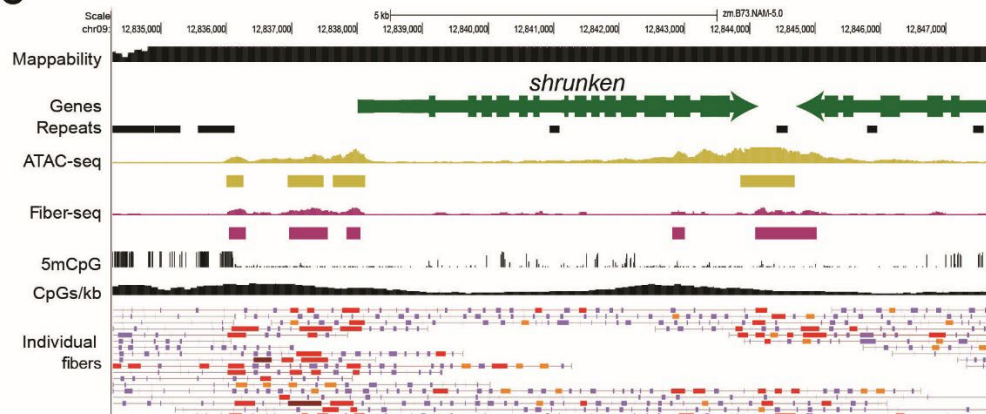 Scale 5 kb zm.B73.NAM-5.0
chr09: 12,835,000 12,836,000 12,837,000 12,838,000 12,839,000 12,840,000 12,841,000 12,842,000 12,843,000 12,844,000 12,845,000 12,846,000 12,847,000
Mappability
shrunken
Genes
Repeats
ATAC-seq
Fiber-seq
5mCpG
CpGs/kb
Individual
fibers